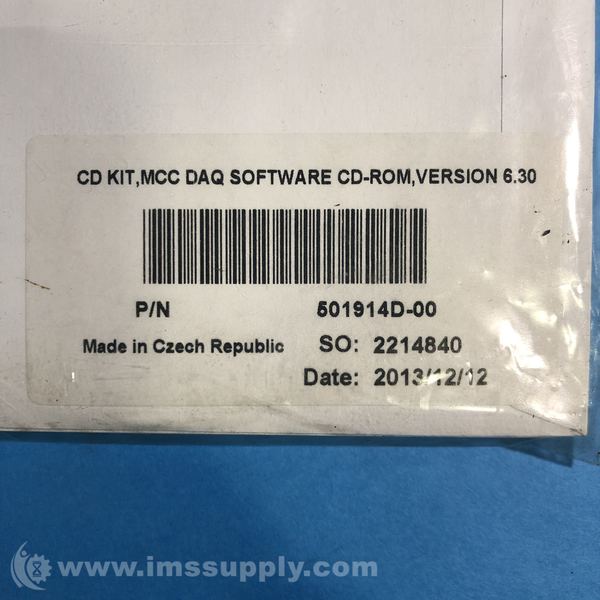 CD KIT,MCC DAQ SOFTWARE CD-ROM,VERSION 6.30
P/N 501914D-00
Made in Czech Republic SO: 2214840
Date: 2013/12/12
www.imssupply.com